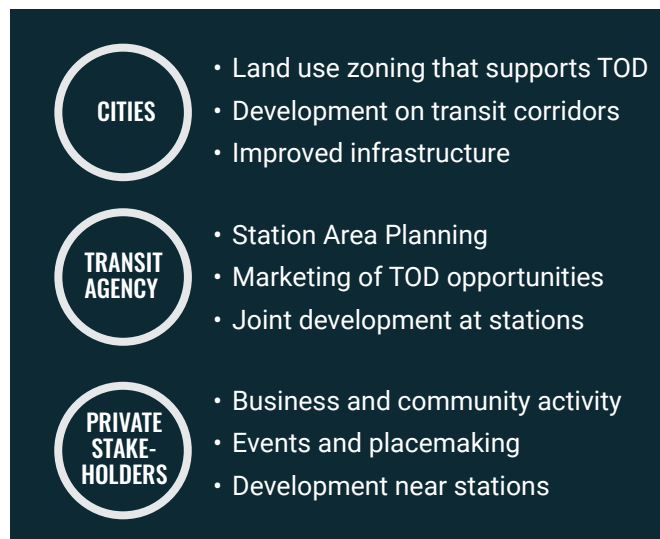 CITIES
• Land use zoning that supports TOD
• Development on transit corridors
• Improved infrastructure
TRANSIT
AGENCY
• Station Area Planning
• Marketing of TOD opportunities
• Joint development at stations
PRIVATE
STAKE-
HOLDERS
• Business and community activity
• Events and placemaking
• Development near stations